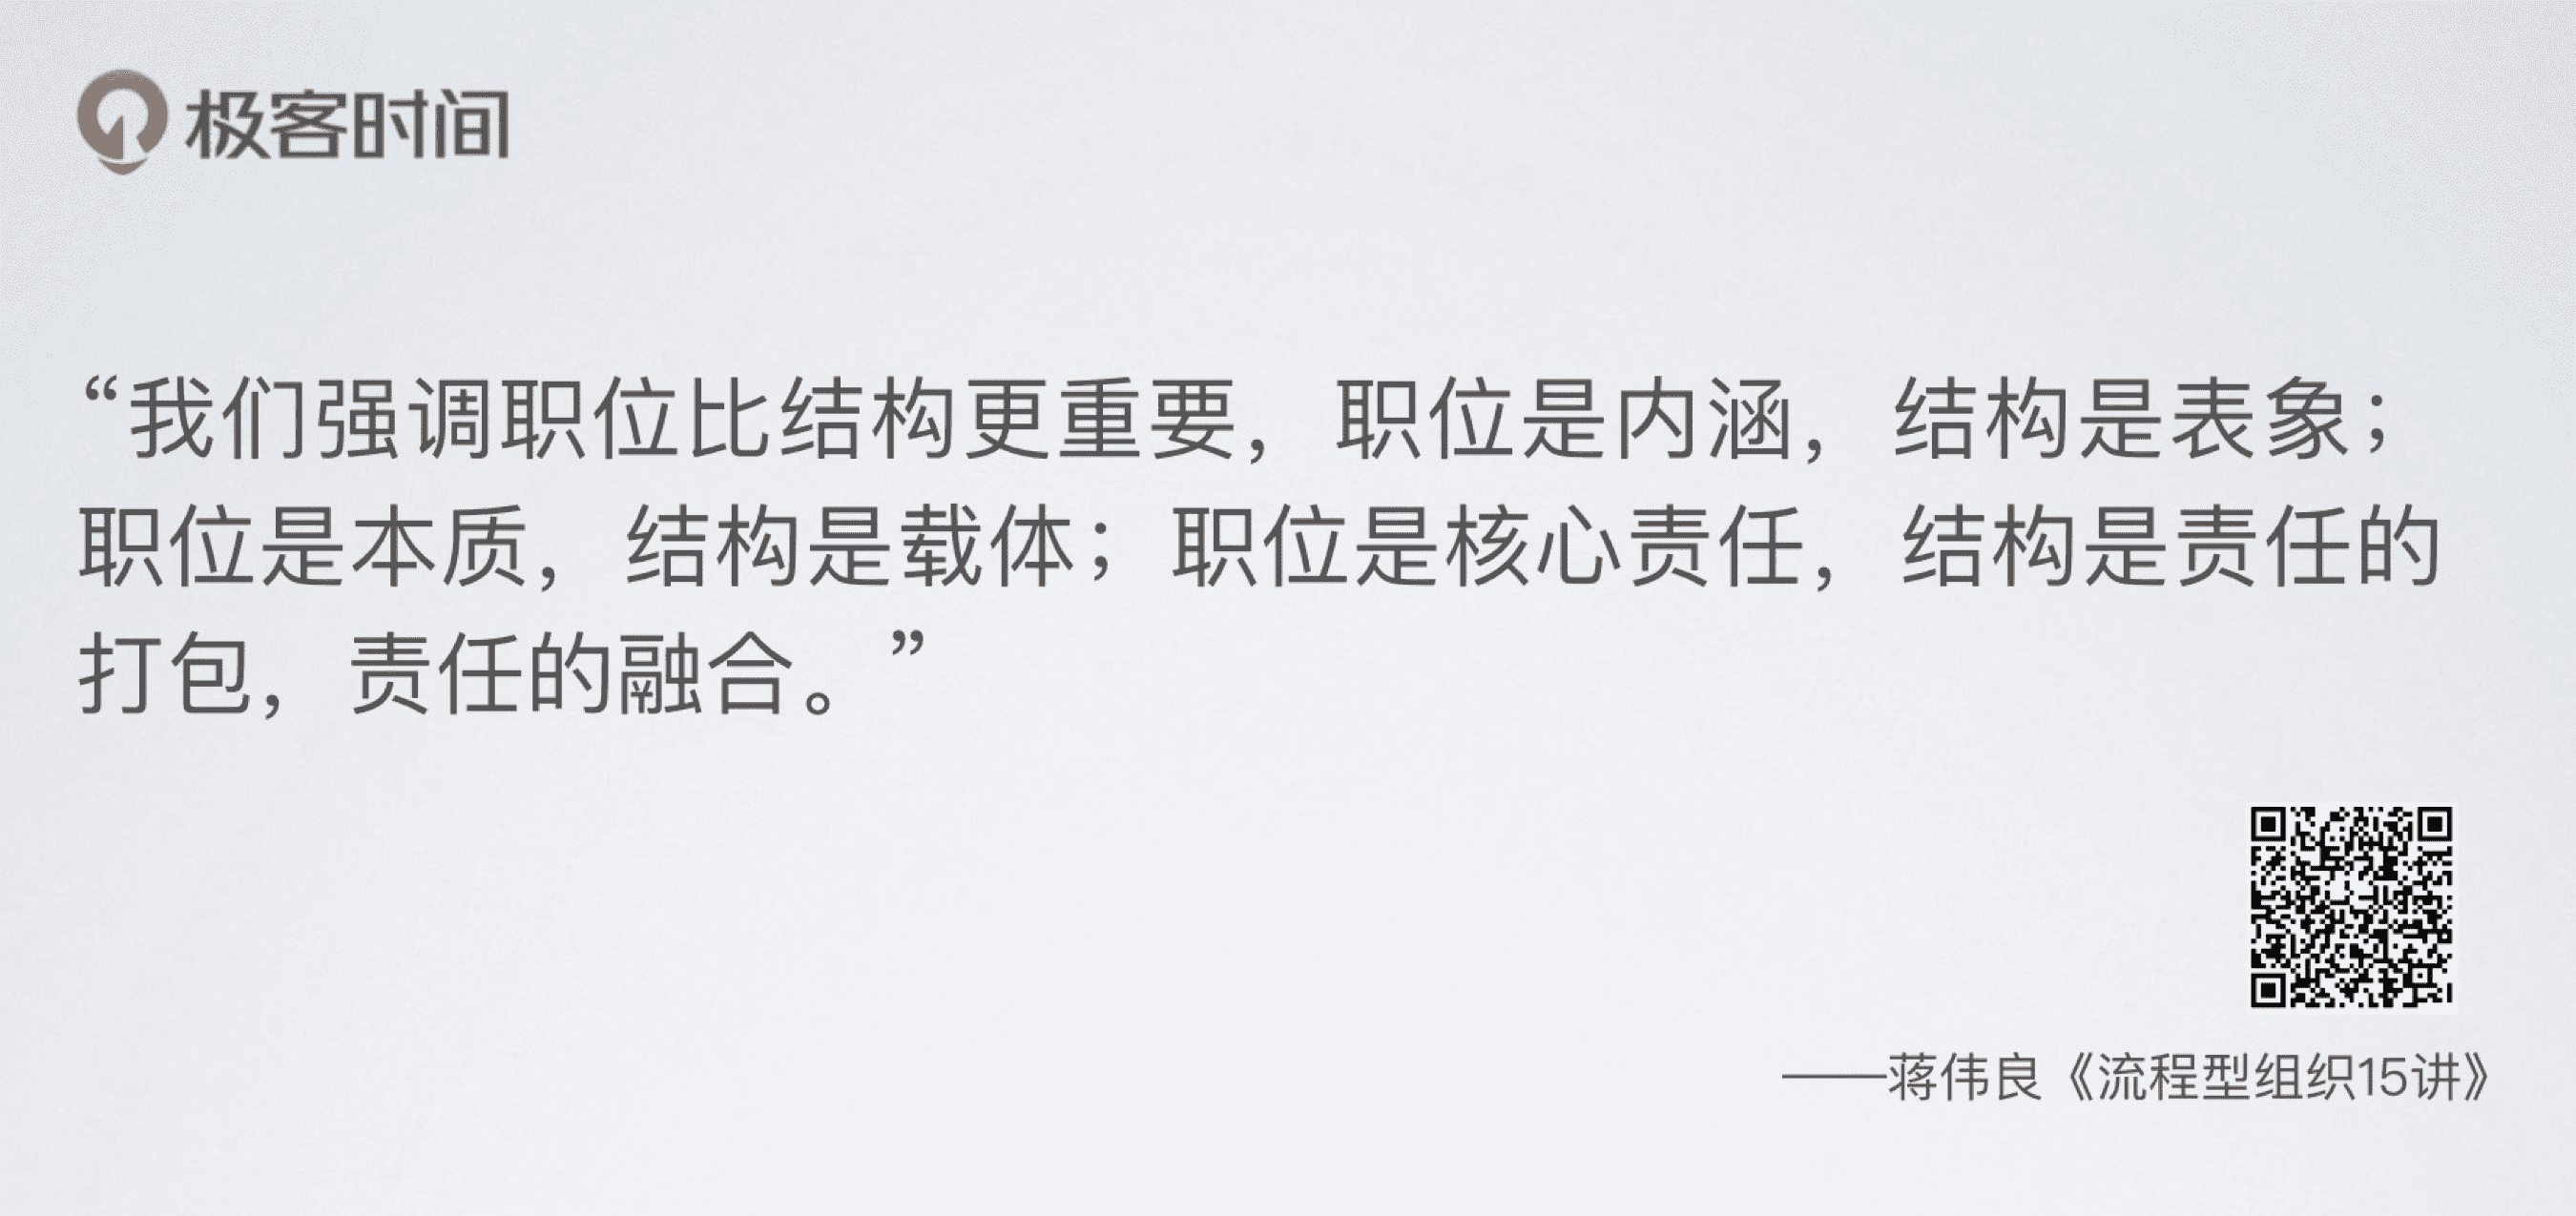 极客时间
“我们强调职位比结构更重要，职位是内涵，结构是表象；
职位是本质，结构是载体；职位是核心责任，结构是责任的
打包，责任的融合。”
——蒋伟良《流程型组织15讲》